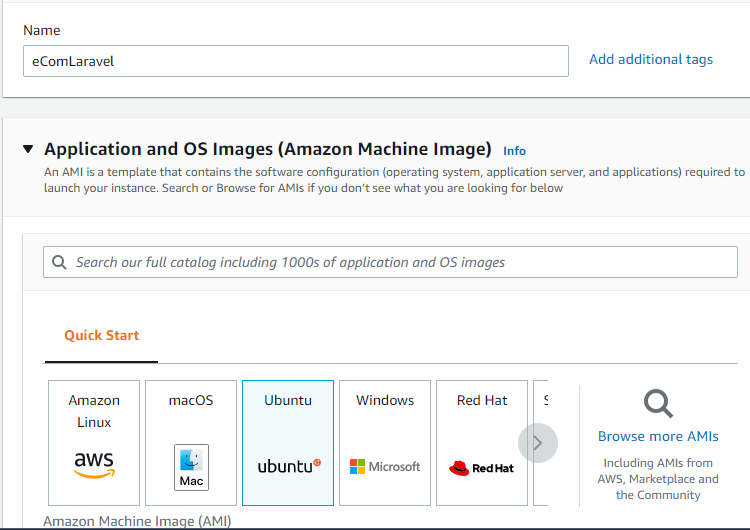 Name
eComLaravel
Add additional tags
Application and OS Images (Amazon Machine Image) Info
An AMI is a template that contains the software configuration (operating system, application server, and applications) required to
launch your instance. Search or Browse for AMIs if you don't see what you are looking for below
Search our full catalog including 1000s of application and OS images
Quick Start
Amazon
Linux
aws
macOS
Mac
Ubuntu
ubuntu
Windows
Microsoft
Red Hat
Red Hat
S
Browse more AMIs
Including AMIs from
AWS, Marketplace and
the Community
Amazon Machine Image (AMI)